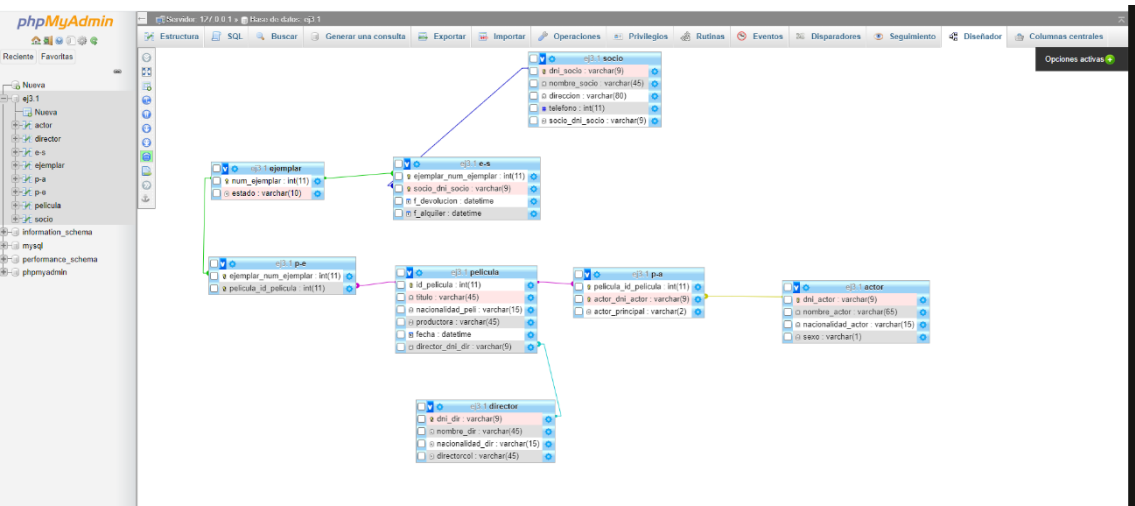 phpMyAdmin
Reciente Favoritas
Nueva
ej3.1
Nueva
actor
director
e-s
ejemplar
p-a
p-e
pelicula
socio
information_schema
mysql
performance_schema
phpmyadmin
Servidor: 127.0.0.1 » Base de datos: ej3.1
Estructura SQL Buscar Generar una consulta Exportar Importar Operaciones Privilegios Rutinas Eventos Disparadores Seguimiento Diseñador Columnas centrales
Opciones activas
ej3.1 socio
dni_socio : varchar(9)
nombre_socio : varchar(45)
direccion : varchar(80)
telefono : int(11)
socio_dni_socio : varchar(9)
ej3.1 ejemplar
num_ejemplar : int(11)
estado : varchar(10)
ej3.1 e-s
ejemplar_num_ejemplar : int(11)
socio_dni_socio : varchar(9)
f_devolucion : datetime
f_alquiler : datetime
ej3.1 p-e
ejemplar_num_ejemplar : int(11)
pelicula_id_pelicula : int(11)
ej3.1 pelicula
id_pelicula : int(11)
titulo : varchar(45)
nacionalidad_peli : varchar(15)
productora : varchar(45)
fecha : datetime
director_dni_dir : varchar(9)
ej3.1 p-a
pelicula_id_pelicula : int(11)
actor_dni_actor : varchar(9)
actor_principal : varchar(2)
ej3.1 actor
dni_actor : varchar(9)
nombre_actor : varchar(65)
nacionalidad_actor : varchar(15)
sexo : varchar(1)
ej3.1 director
dni_dir : varchar(9)
nombre_dir : varchar(45)
nacionalidad_dir : varchar(15)
directorcol : varchar(45)